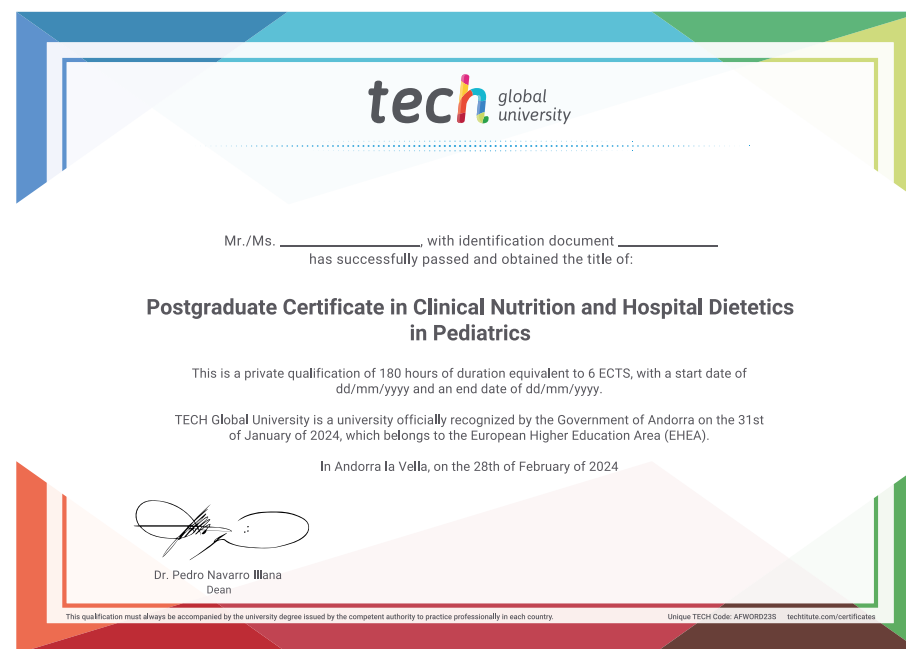 tech global university
Mr./Ms. ____________________, with identification document ______________
has successfully passed and obtained the title of:
Postgraduate Certificate in Clinical Nutrition and Hospital Dietetics
in Pediatrics
This is a private qualification of 180 hours of duration equivalent to 6 ECTS, with a start date of
dd/mm/yyyy and an end date of dd/mm/yyyy.
TECH Global University is a university officially recognized by the Government of Andorra on the 31st
of January of 2024, which belongs to the European Higher Education Area (EHEA).
In Andorra la Vella, on the 28th of February of 2024
Dr. Pedro Navarro Illana
Dean
This qualification must always be accompanied by the university degree issued by the competent authority to practice professionally in each country.
Unique TECH Code: AFWORD23S techtitute.com/certificates